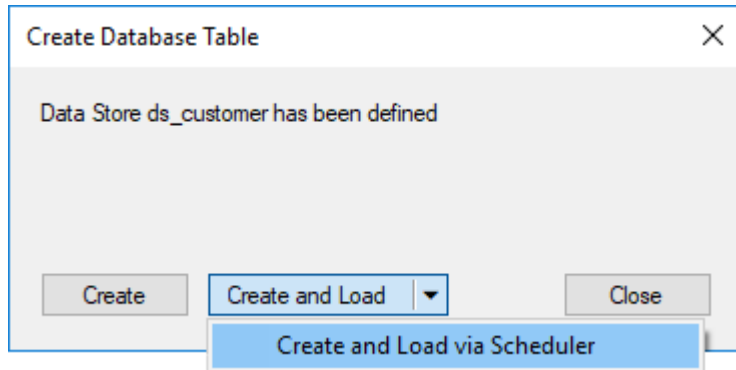 Create Database Table
Data Store ds_customer has been defined
Create
Create and Load
Close
Create and Load via Scheduler